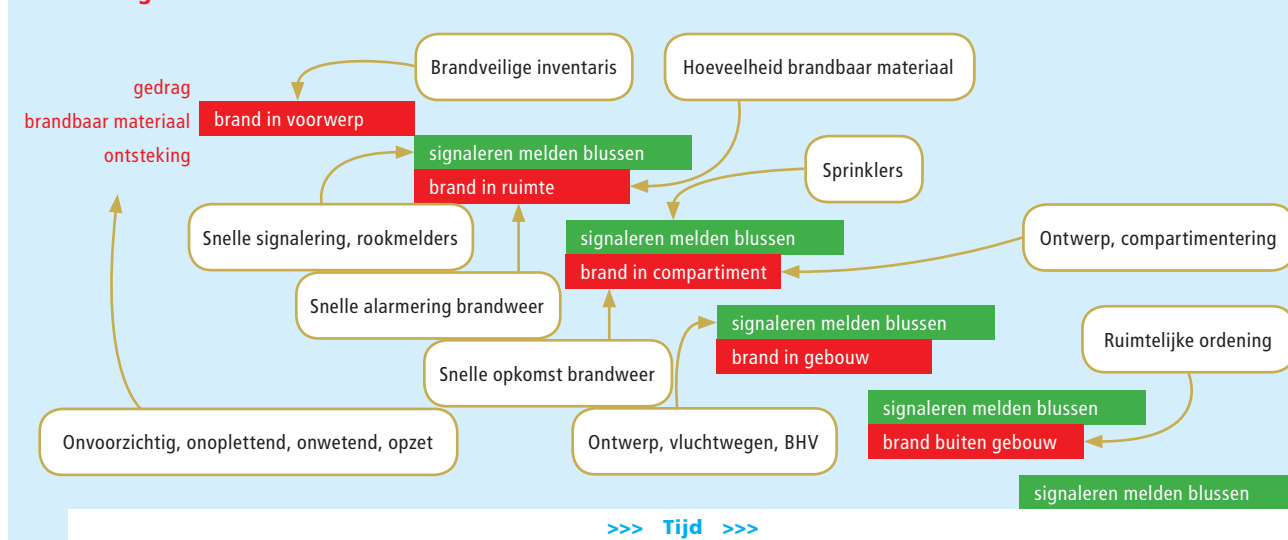 Brandveilige inventaris
Hoeveelheid brandbaar materiaal
gedrag
brandbaar materiaal
brand in voorwerp
ontsteking
signaleren melden blussen
brand in ruimte
Sprinklers
Snelle signalering, rookmelders
signaleren melden blussen
brand in compartiment
Ontwerp, compartimentering
Snelle alarmering brandweer
signaleren melden blussen
brand in gebouw
Ruimtelijke ordening
Snelle opkomst brandweer
signaleren melden blussen
brand buiten gebouw
Onvoorzichtig, onoplettend, onwetend, opzet
Ontwerp, vluchtwegen, BHV
signaleren melden blussen
>>> Tijd >>>